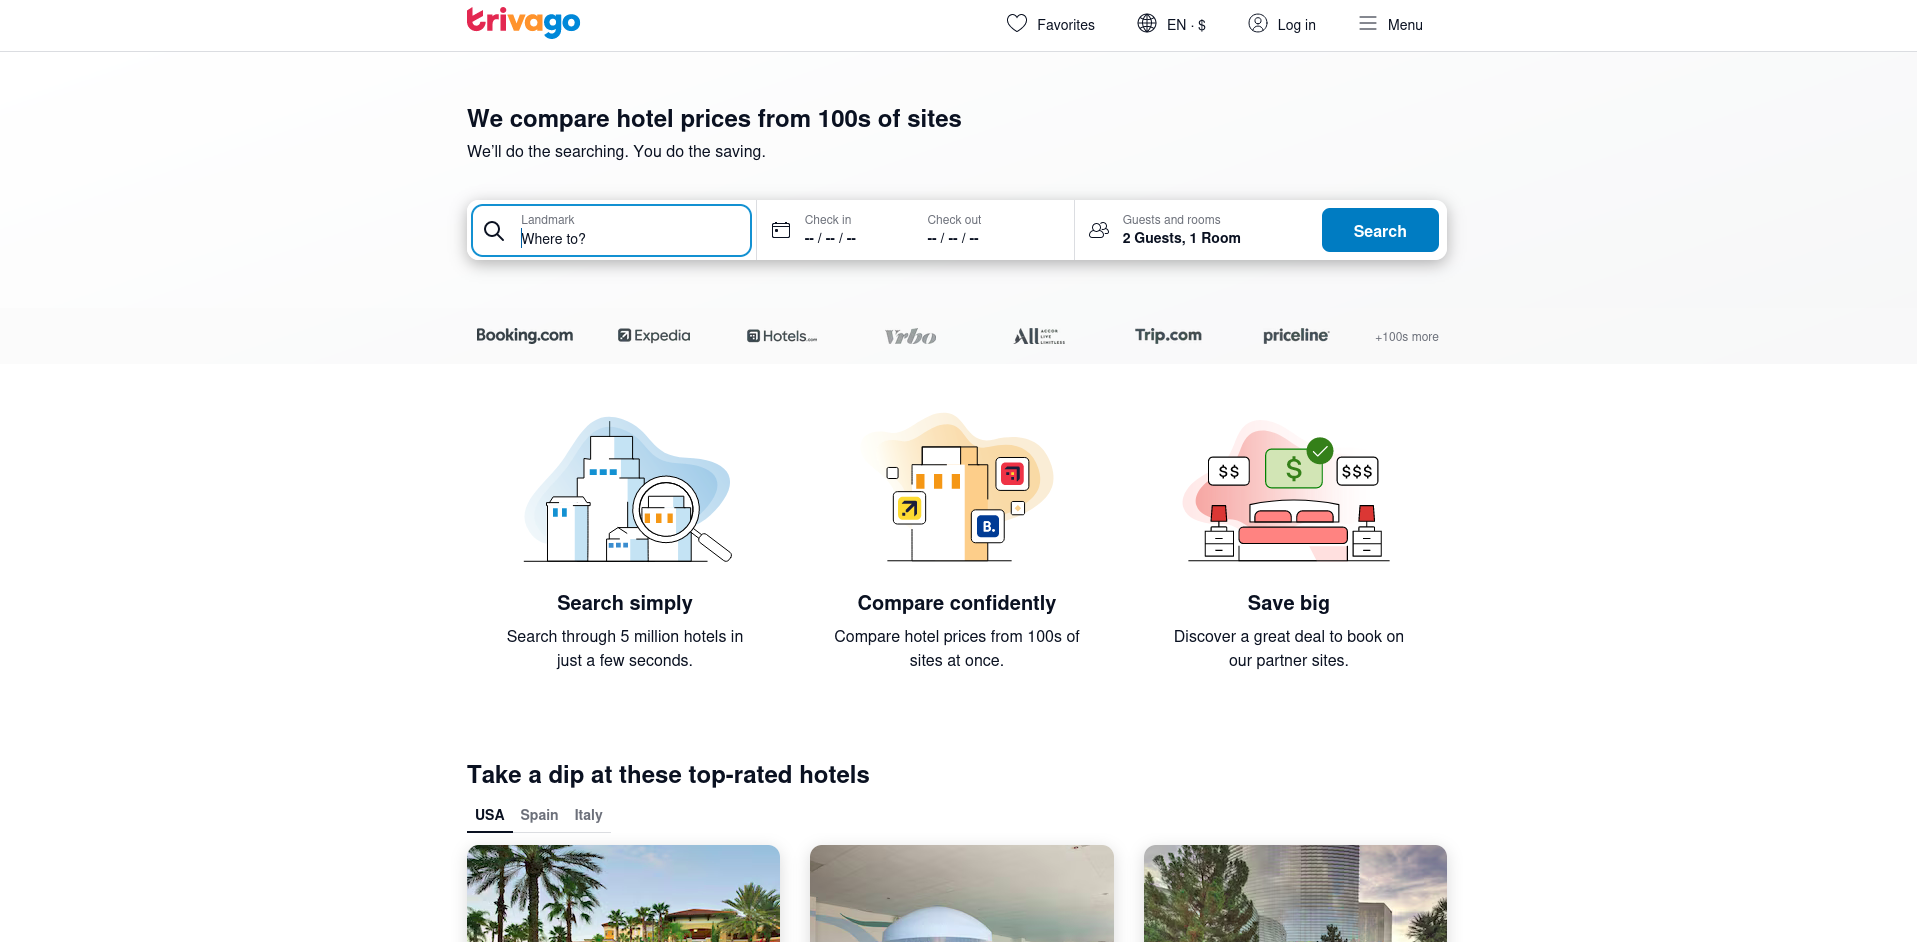 trivago
Favorites
EN · $
Log in
Menu
We compare hotel prices from 100s of sites
We'll do the searching. You do the saving.
Landmark
Where to?
Check in
-- / -- / --
Check out
-- / -- / --
Guests and rooms
2 Guests, 1 Room
Search
Booking.com
Expedia
Hotels.com
Vrbo
ALL ACCOR
LIVE
LIMITLESS
Trip.com
priceline
+100s more
B.
$$
$
$$$
Search simply
Search through 5 million hotels in
just a few seconds.
Compare confidently
Compare hotel prices from 100s of
sites at once.
Save big
Discover a great deal to book on
our partner sites.
Take a dip at these top-rated hotels
USA
Spain
Italy